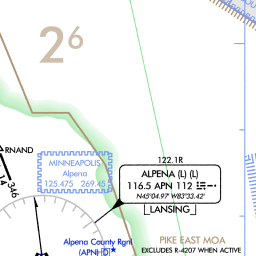 26
122.1R
RNAND
MINNEAPOLIS
Alpena
125.475 269.45
ALPENA (L) (L)
116.5 APN 112
N45°04.97' W83°33.42'
LANSING
346
PIKE EAST MOA
Alpena County Rgnl
(APN) D
EXCLUDES R-4207 WHEN ACTIVE